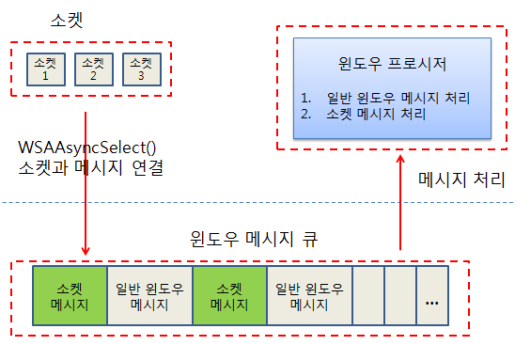 소켓
소켓
1
소켓
2
소켓
3
WSAAsyncSelect()
소켓과 메시지 연결
윈도우 프로시저
1. 일반 윈도우 메시지 처리
2. 소켓 메시지 처리
메시지 처리
윈도우 메시지 큐
소켓
메시지
일반 윈도우
메시지
소켓
메시지
일반 윈도우
메시지
...